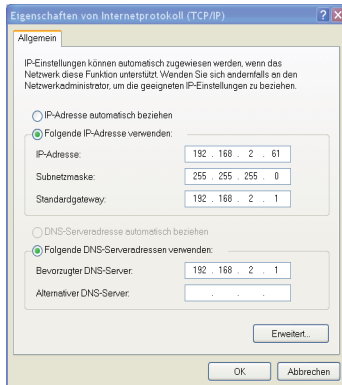 Eigenschaften von Internetprotokoll (TCP/IP)
Allgemein
IP-Einstellungen können automatisch zugewiesen werden, wenn das
Netzwerk diese Funktion unterstützt. Wenden Sie sich andernfalls an den
Netzwerkadministrator, um die geeigneten IP-Einstellungen zu beziehen.
IP-Adresse automatisch beziehen
Folgende IP-Adresse verwenden:
IP-Adresse: 192 . 168 . 2 . 61
Subnetzmaske: 255 . 255 . 255 . 0
Standardgateway: 192 . 168 . 2 . 1
DNS-Serveradresse automatisch beziehen
Folgende DNS-Serveradressen verwenden:
Bevorzugter DNS-Server: 192 . 168 . 2 . 1
Alternativer DNS-Server: . . .
Erweitert...
OK Abbrechen